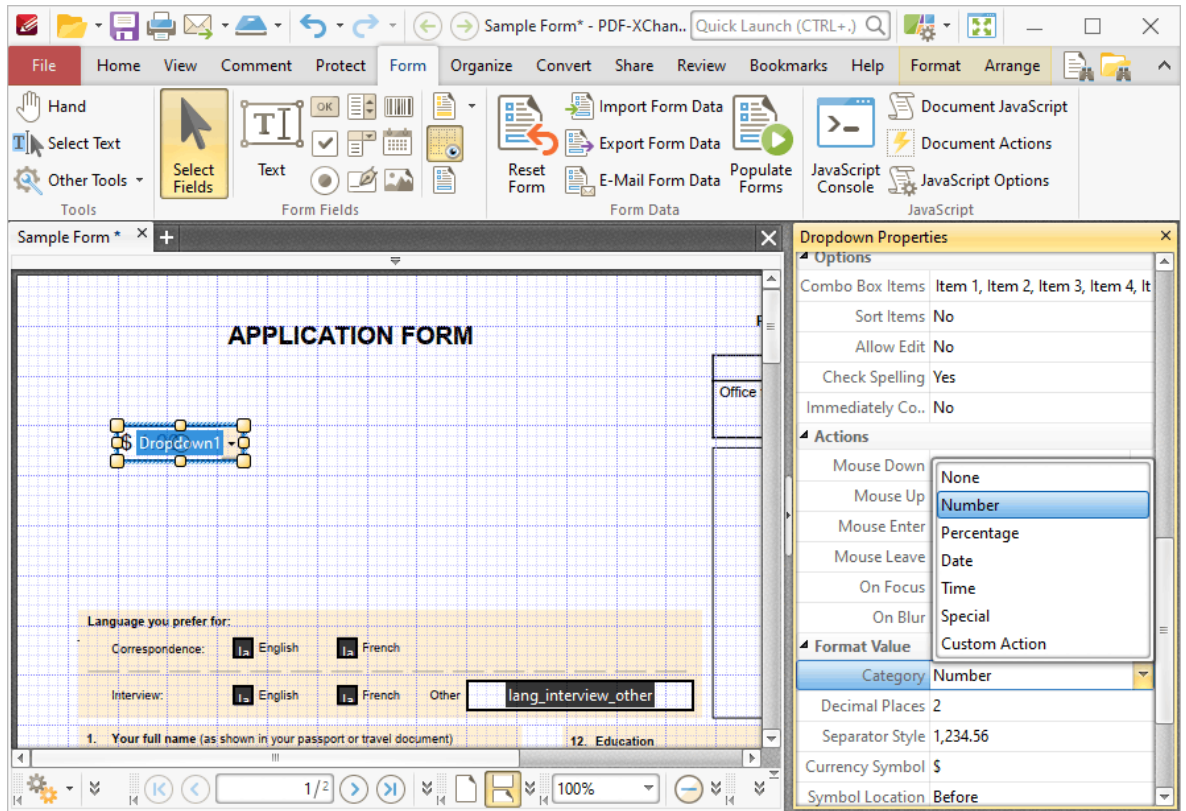 Sample Form* - PDF-XChan.. Quick Launch (CTRL+.)
File Home View Comment Protect Form Organize Convert Share Review Bookmarks Help Format Arrange
Hand
Select Text
Other Tools
Tools
Select Fields
Text
OK
Form Fields
Reset Form
Import Form Data
Export Form Data
E-Mail Form Data
Populate Forms
Form Data
JavaScript Console
Document JavaScript
Document Actions
JavaScript Options
JavaScript
Sample Form *
APPLICATION FORM
Office
$ Dropdown1
Language you prefer for:
Correspondence: la English la French
Interview: la English la French Other lang_interview_other
1. Your full name (as shown in your passport or travel document)
12. Education
1/2
100%
Dropdown Properties
Options
Combo Box Items Item 1, Item 2, Item 3, Item 4, It
Sort Items No
Allow Edit No
Check Spelling Yes
Immediately Co.. No
Actions
Mouse Down
Mouse Up
Mouse Enter
Mouse Leave
On Focus
On Blur
None
Number
Percentage
Date
Time
Special
Custom Action
Format Value
Category Number
Decimal Places 2
Separator Style 1,234.56
Currency Symbol $
Symbol Location Before